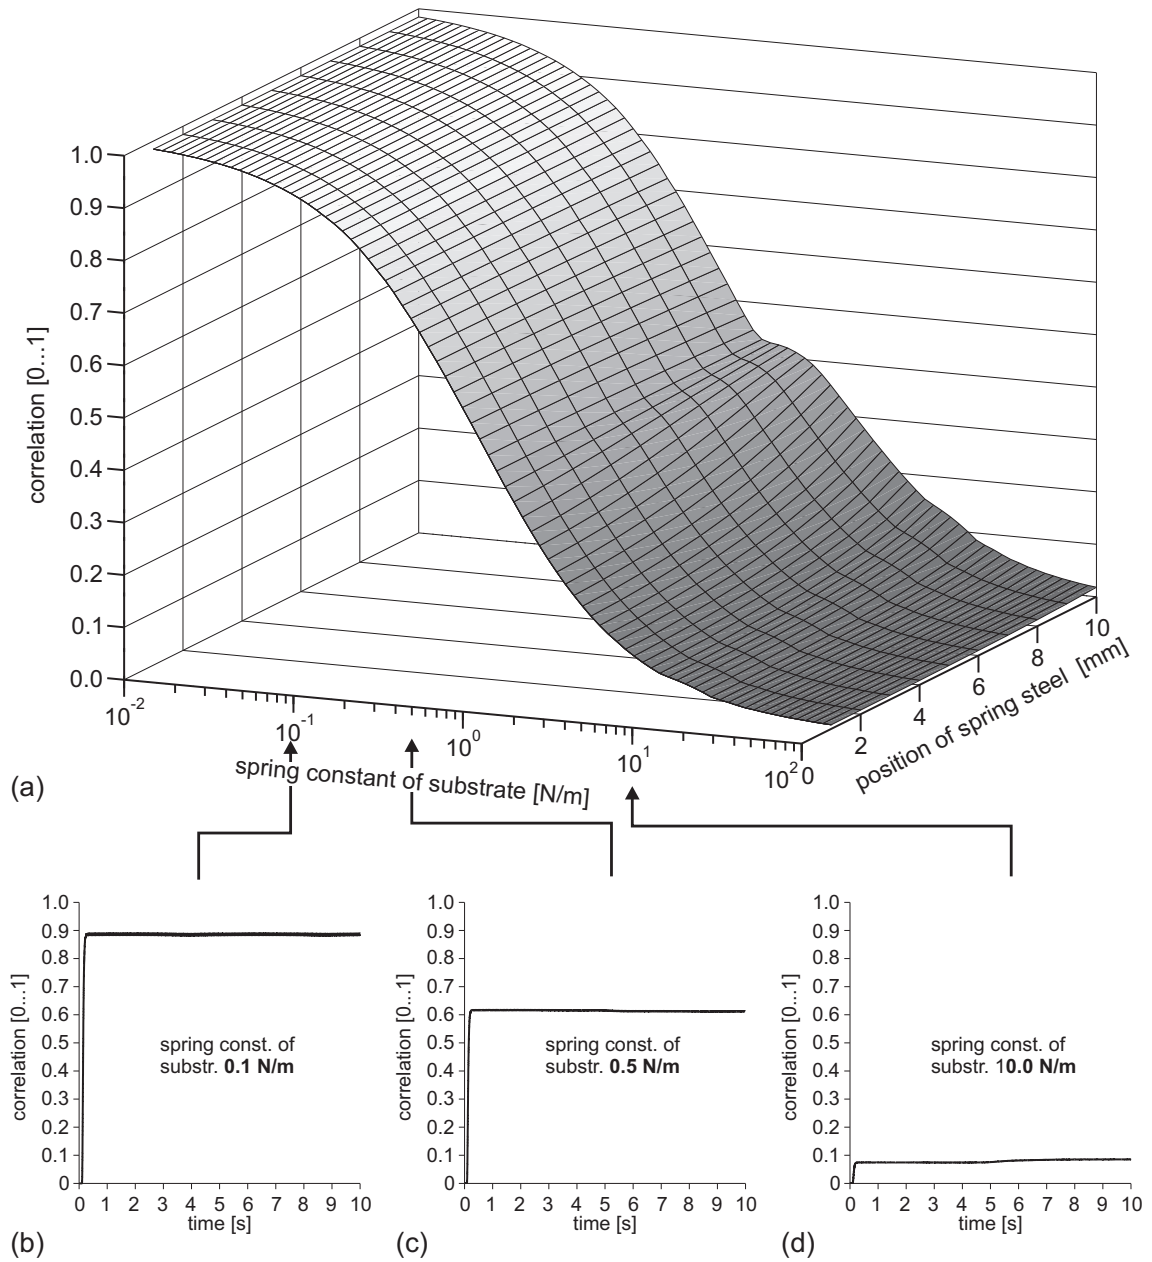 1.0
0.9
0.8
0.7
0.6
0.5
0.4
0.3
0.2
0.1
0.0
correlation [0...1]
10⁻²
10⁻¹
10⁰
10¹
10²
spring constant of substrate [N/m]
0
2
4
6
8
10
position of spring steel [mm]
(a)
1.0
0.9
0.8
0.7
0.6
0.5
0.4
0.3
0.2
0.1
0
correlation [0...1]
spring const. of
substr. 0.1 N/m
0 1 2 3 4 5 6 7 8 9 10
time [s]
(b)
1.0
0.9
0.8
0.7
0.6
0.5
0.4
0.3
0.2
0.1
0
correlation [0...1]
spring const. of
substr. 0.5 N/m
0 1 2 3 4 5 6 7 8 9 10
time [s]
(c)
1.0
0.9
0.8
0.7
0.6
0.5
0.4
0.3
0.2
0.1
0
correlation [0...1]
spring const. of
substr. 10.0 N/m
0 1 2 3 4 5 6 7 8 9 10
time [s]
(d)